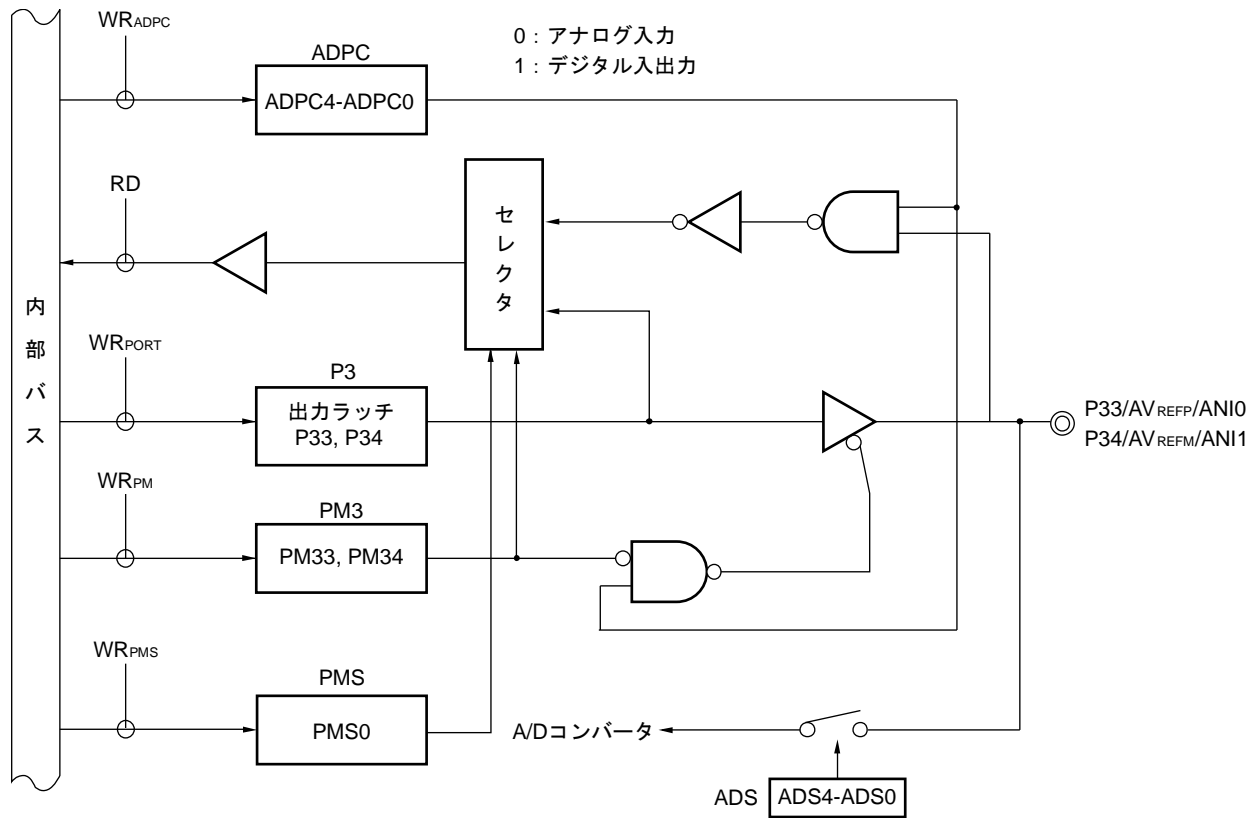 WRADPC
0：アナログ入力
1：デジタル入出力
ADPC
ADPC4-ADPC0
RD
セレクタ
内部バス
WRPORT
P3
出力ラッチ
P33, P34
P33/AVREFP/ANI0
P34/AVREFM/ANI1
WRPM
PM3
PM33, PM34
WRPMS
PMS
PMS0
A/Dコンバータ
ADS
ADS4-ADS0